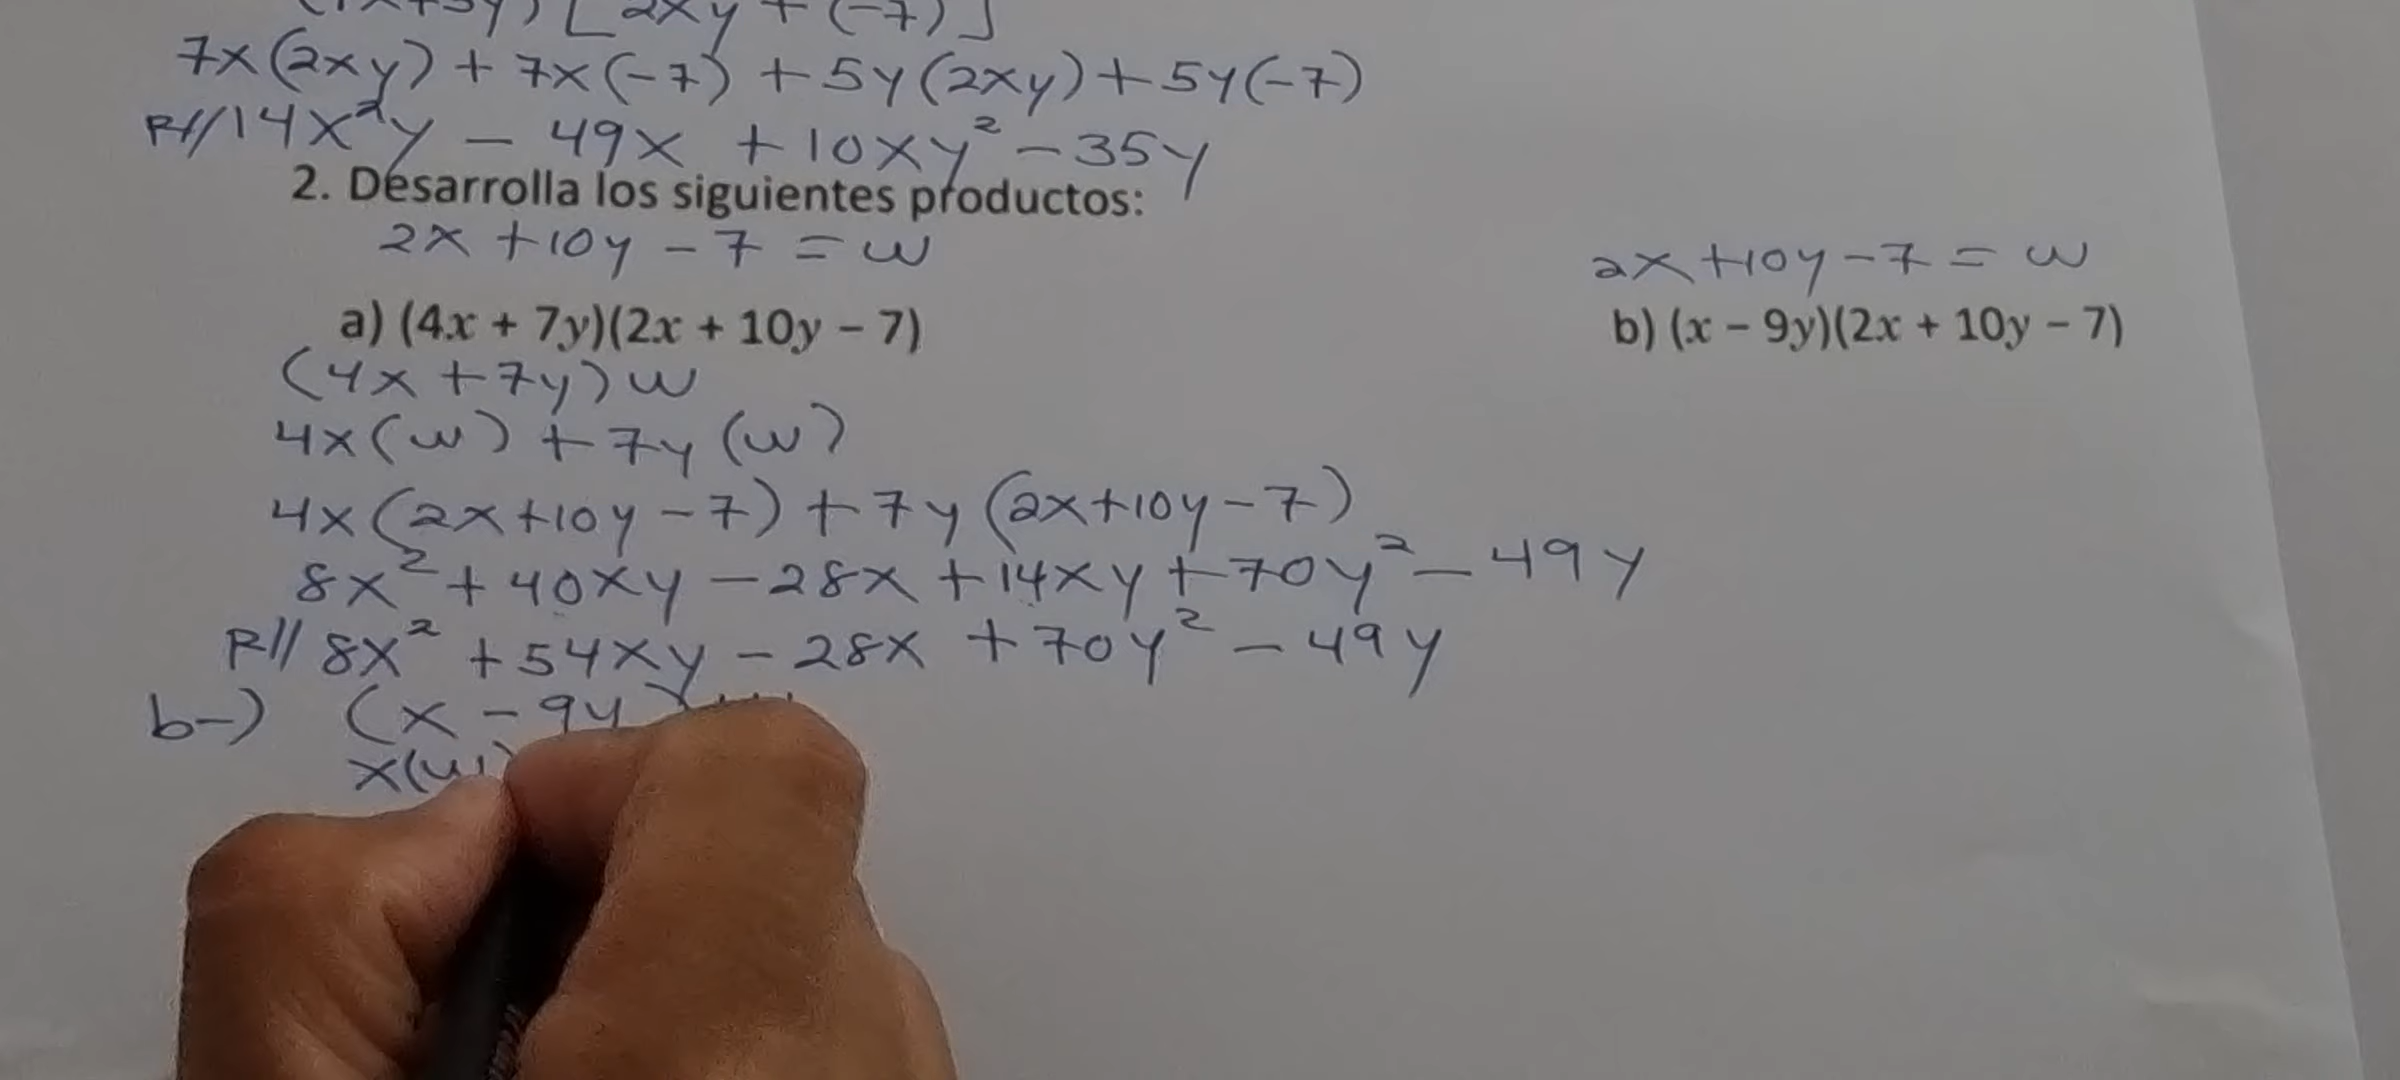 [2xy + (-7)]
7x(2xy) + 7x(-7) + 5y(2xy) + 5y(-7)
R// 14x²y - 49x + 10xy² - 35y
2. Desarrolla los siguientes productos:
2x + 10y - 7 = w
2x + 10y - 7 = w
a) (4x + 7y)(2x + 10y – 7)
b) (x – 9y)(2x + 10y – 7)
(4x + 7y) w
4x(w) + 7y(w)
4x(2x + 10y - 7) + 7y(2x + 10y - 7)
8x² + 40xy - 28x + 14xy + 70y² - 49y
R// 8x² + 54xy - 28x + 70y² - 49y
b-) (x - 9y)
x(w)